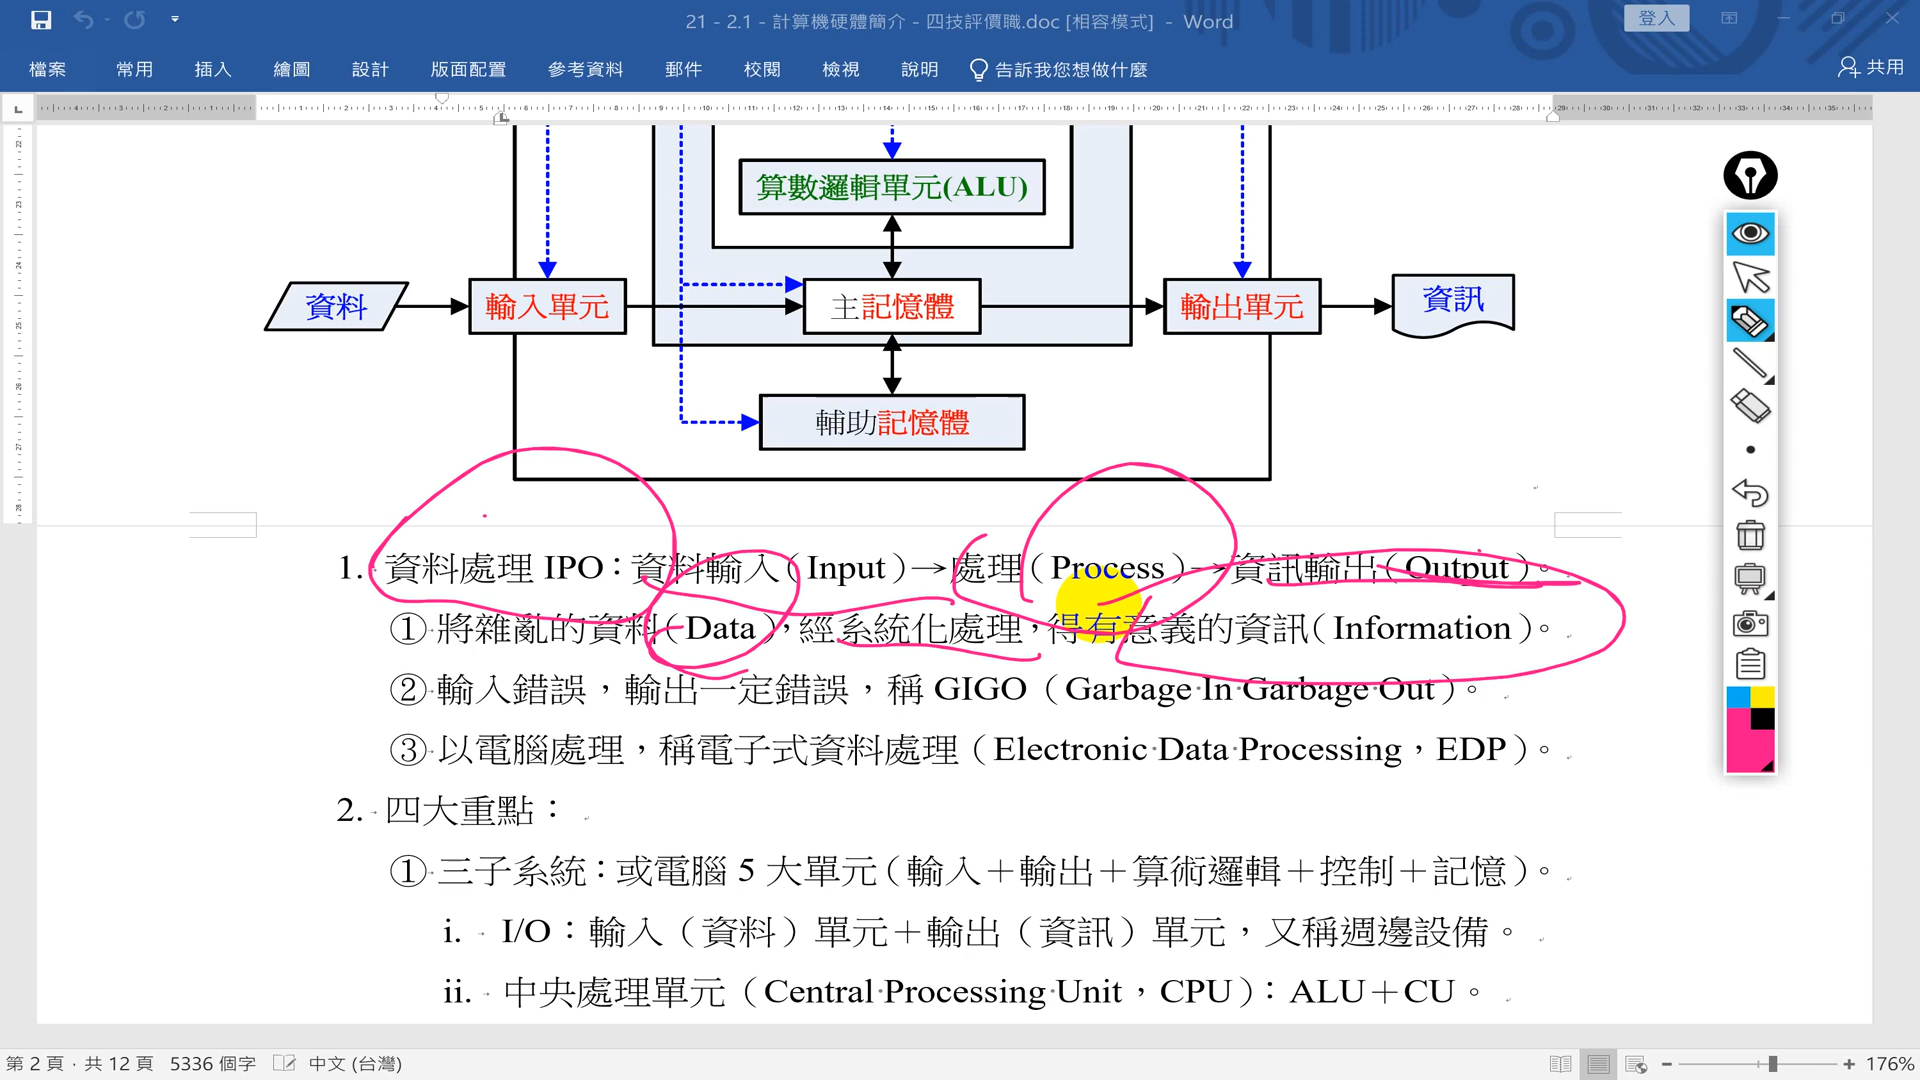 21 - 2.1 - 計算機硬體簡介 - 四技評價職.doc [相容模式] - Word
登入
檔案 常用 插入 繪圖 設計 版面配置 參考資料 郵件 校閱 檢視 說明 告訴我您想做什麼 共用
算數邏輯單元(ALU)
資料 輸入單元 主記憶體 輸出單元 資訊
輔助記憶體
1. 資料處理 IPO：資料輸入（Input）→處理（Process）→資訊輸出（Output）。
① 將雜亂的資料（Data），經系統化處理，得有意義的資訊（Information）。
② 輸入錯誤，輸出一定錯誤，稱 GIGO（Garbage In Garbage Out）。
③ 以電腦處理，稱電子式資料處理（Electronic Data Processing，EDP）。
2. 四大重點：
① 三子系統：或電腦 5 大單元（輸入＋輸出＋算術邏輯＋控制＋記憶）。
i. I/O：輸入（資料）單元＋輸出（資訊）單元，又稱週邊設備。
ii. 中央處理單元（Central Processing Unit，CPU）：ALU＋CU。
第 2 頁，共 12 頁 5336 個字 中文 (台灣) 176%